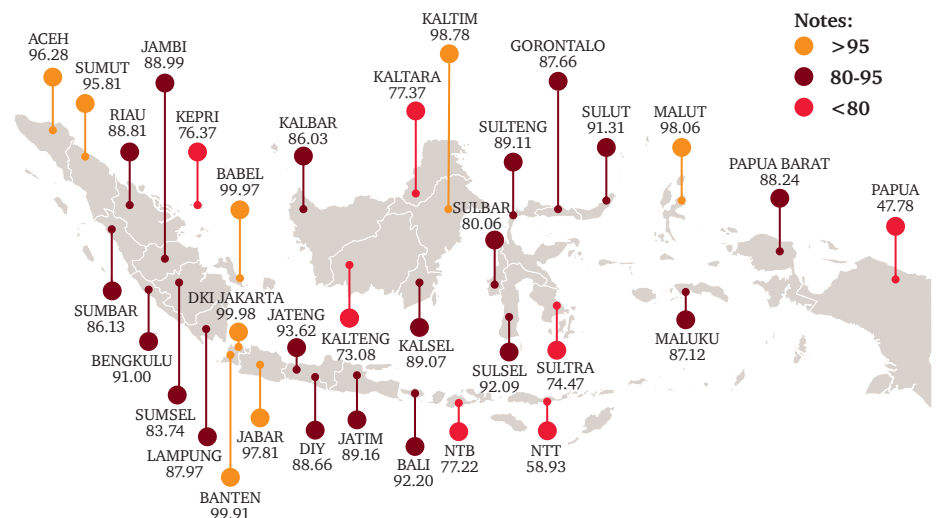 Notes:
>95
80-95
<80
ACEH
96.28
SUMUT
95.81
JAMBI
88.99
RIAU
88.81
KEPRI
76.37
BABEL
99.97
KALBAR
86.03
KALTARA
77.37
KALTIM
98.78
GORONTALO
87.66
SULTENG
89.11
SULUT
91.31
MALUT
98.06
PAPUA BARAT
88.24
PAPUA
47.78
SULBAR
80.06
SUMBAR
86.13
BENGKULU
91.00
SUMSEL
83.74
LAMPUNG
87.97
DKI JAKARTA
99.98
BANTEN
99.91
JABAR
97.81
JATENG
93.62
DIY
88.66
JATIM
89.16
KALTENG
73.08
KALSEL
89.07
BALI
92.20
NTB
77.22
SULSEL
92.09
SULTRA
74.47
NTT
58.93
MALUKU
87.12